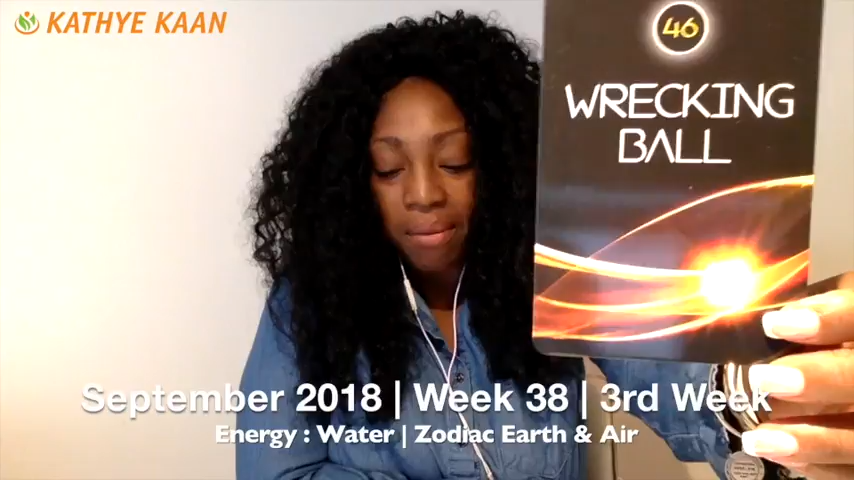 KATHYE KAAN
46
WRECKING
BALL
September 2018 | Week 38 | 3rd Week
Energy : Water | Zodiac Earth & Air